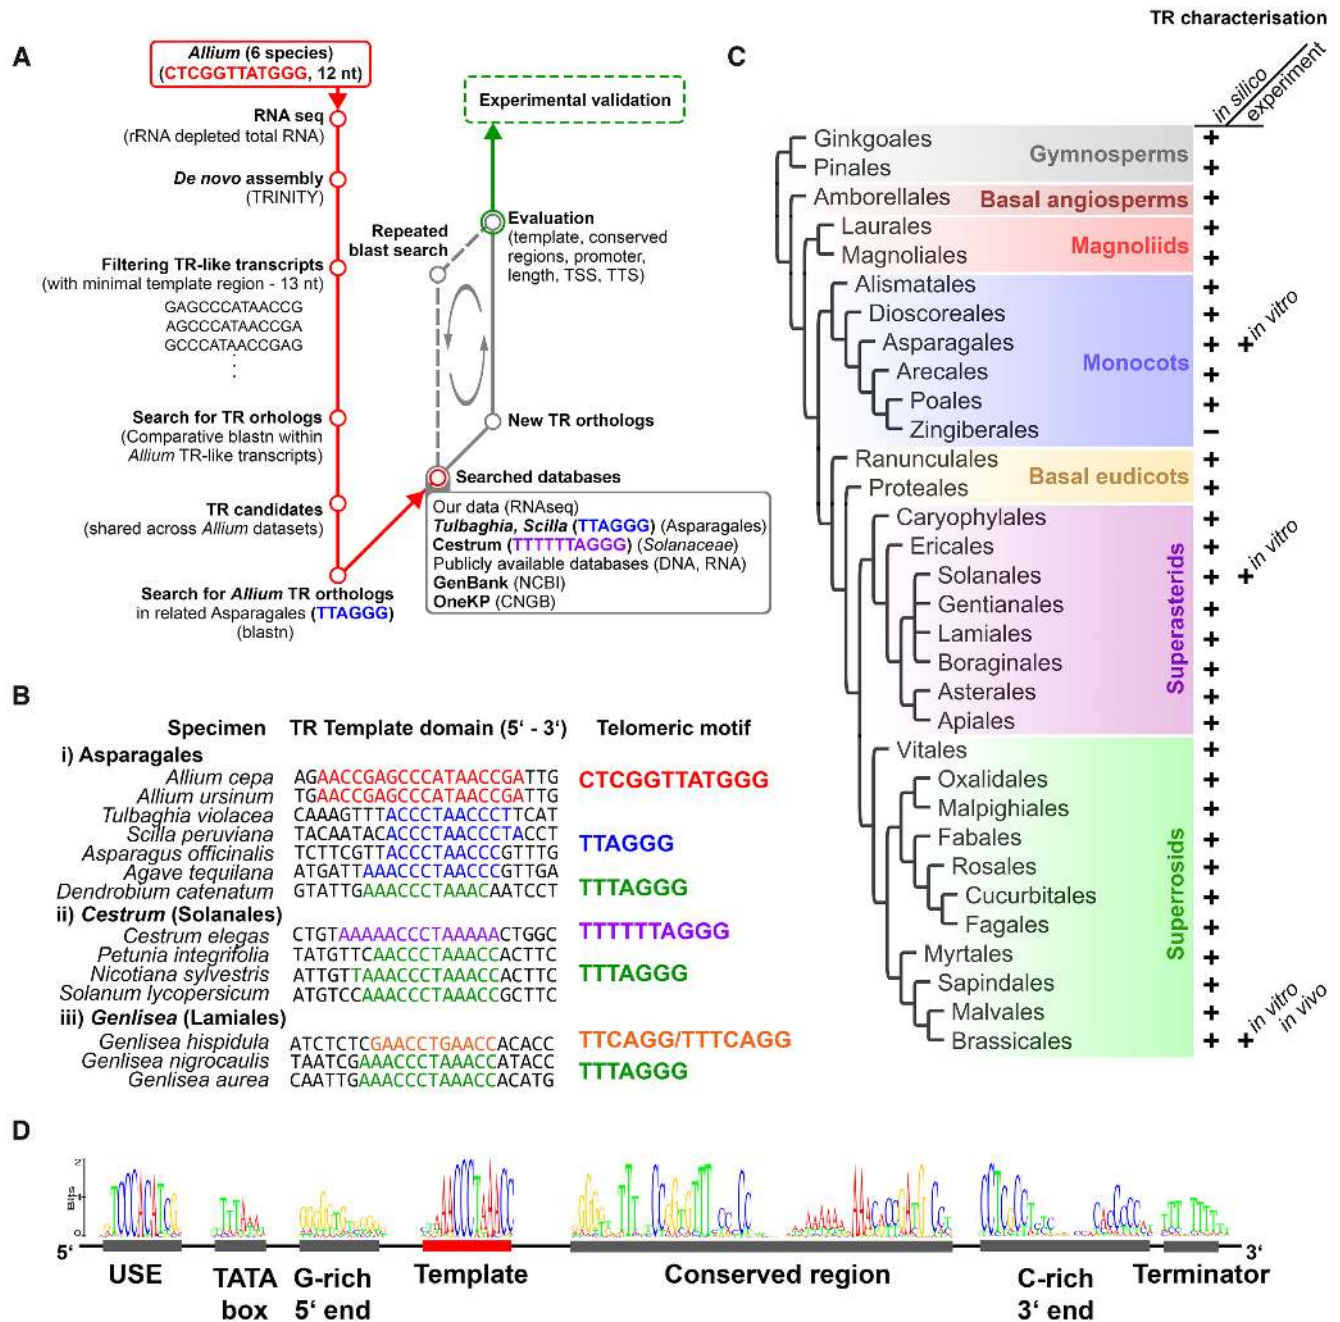 A
Allium (6 species)
(CTCGGTTATGGG, 12 nt)
RNA seq
(rRNA depleted total RNA)
De novo assembly
(TRINITY)
Filtering TR-like transcripts
(with minimal template region - 13 nt)
GAGCCCATAACCG
AGCCCATAACCGA
GCCCATAACCGAG
Search for TR orhologs
(Comparative blastn within
Allium TR-like transcripts)
TR candidates
(shared across Allium datasets)
Search for Allium TR orthologs
in related Asparagales (TTAGGG)
(blastn)
Experimental validation
Repeated
blast search
Evaluation
(template, conserved
regions, promoter,
length, TSS, TTS)
New TR orthologs
Searched databases
Our data (RNAseq)
Tulbaghia, Scilla (TTAGGG) (Asparagales)
Cestrum (TTTTTTAGGG) (Solanaceae)
Publicly available databases (DNA, RNA)
GenBank (NCBI)
OneKP (CNGB)
B
Specimen TR Template domain (5‘ - 3‘) Telomeric motif
i) Asparagales
Allium cepa AGAACCGAGCCCATAACCGATTG CTCGGTTATGGG
Allium ursinum TGAACCGAGCCCATAACCGATTG
Tulbaghia violacea CAAAGTTTACCCTAACCCTTCAT
Scilla peruviana TACAATACACCCTAACCCTACCT TTAGGG
Asparagus officinalis TCTTCGTTACCCTAACCCGTTTG
Agave tequilana ATGATTAAACCCTAACCCGTTGA
Dendrobium catenatum GTATTGAAACCCTAAACAATCCT TTTAGGG
ii) Cestrum (Solanales)
Cestrum elegas CTGTAAAAACCCTAAAAACTGGC TTTTTTAGGG
Petunia integrifolia TATGTTCAAACCCTAAACCACTTC
Nicotiana sylvestris ATTGTTAAACCCTAAACCACTTC TTTAGGG
Solanum lycopersicum ATGTCCAAACCCTAAACCGCTTC
iii) Genlisea (Lamiales)
Genlisea hispidula ATCTCTCGAACCTGAACCACACC TTCAGG/TTTCAGG
Genlisea nigrocaulis TAATCGAAACCCTAAACCATACC
Genlisea aurea CAATTGAAACCCTAAACCACATG TTTAGGG
C
TR characterisation
in silico
experiment
Ginkgoales +
Pinales +
Gymnosperms
Amborellales +
Basal angiosperms
Laurales +
Magnoliales +
Magnoliids
Alismatales +
Dioscoreales +
Asparagales + + in vitro
Arecales +
Poales +
Zingiberales −
Monocots
Ranunculales +
Proteales +
Basal eudicots
Caryophylales +
Ericales +
Solanales + + in vitro
Gentianales +
Lamiales +
Boraginales +
Asterales +
Apiales +
Superasterids
Vitales +
Oxalidales +
Malpighiales +
Fabales +
Rosales +
Cucurbitales +
Fagales +
Myrtales +
Sapindales +
Malvales +
Brassicales + + in vitro in vivo
Superrosids
D
Bits
2
1
0
5‘
3‘
USE
TATA
box
G-rich
5‘ end
Template
Conserved region
C-rich
3‘ end
Terminator